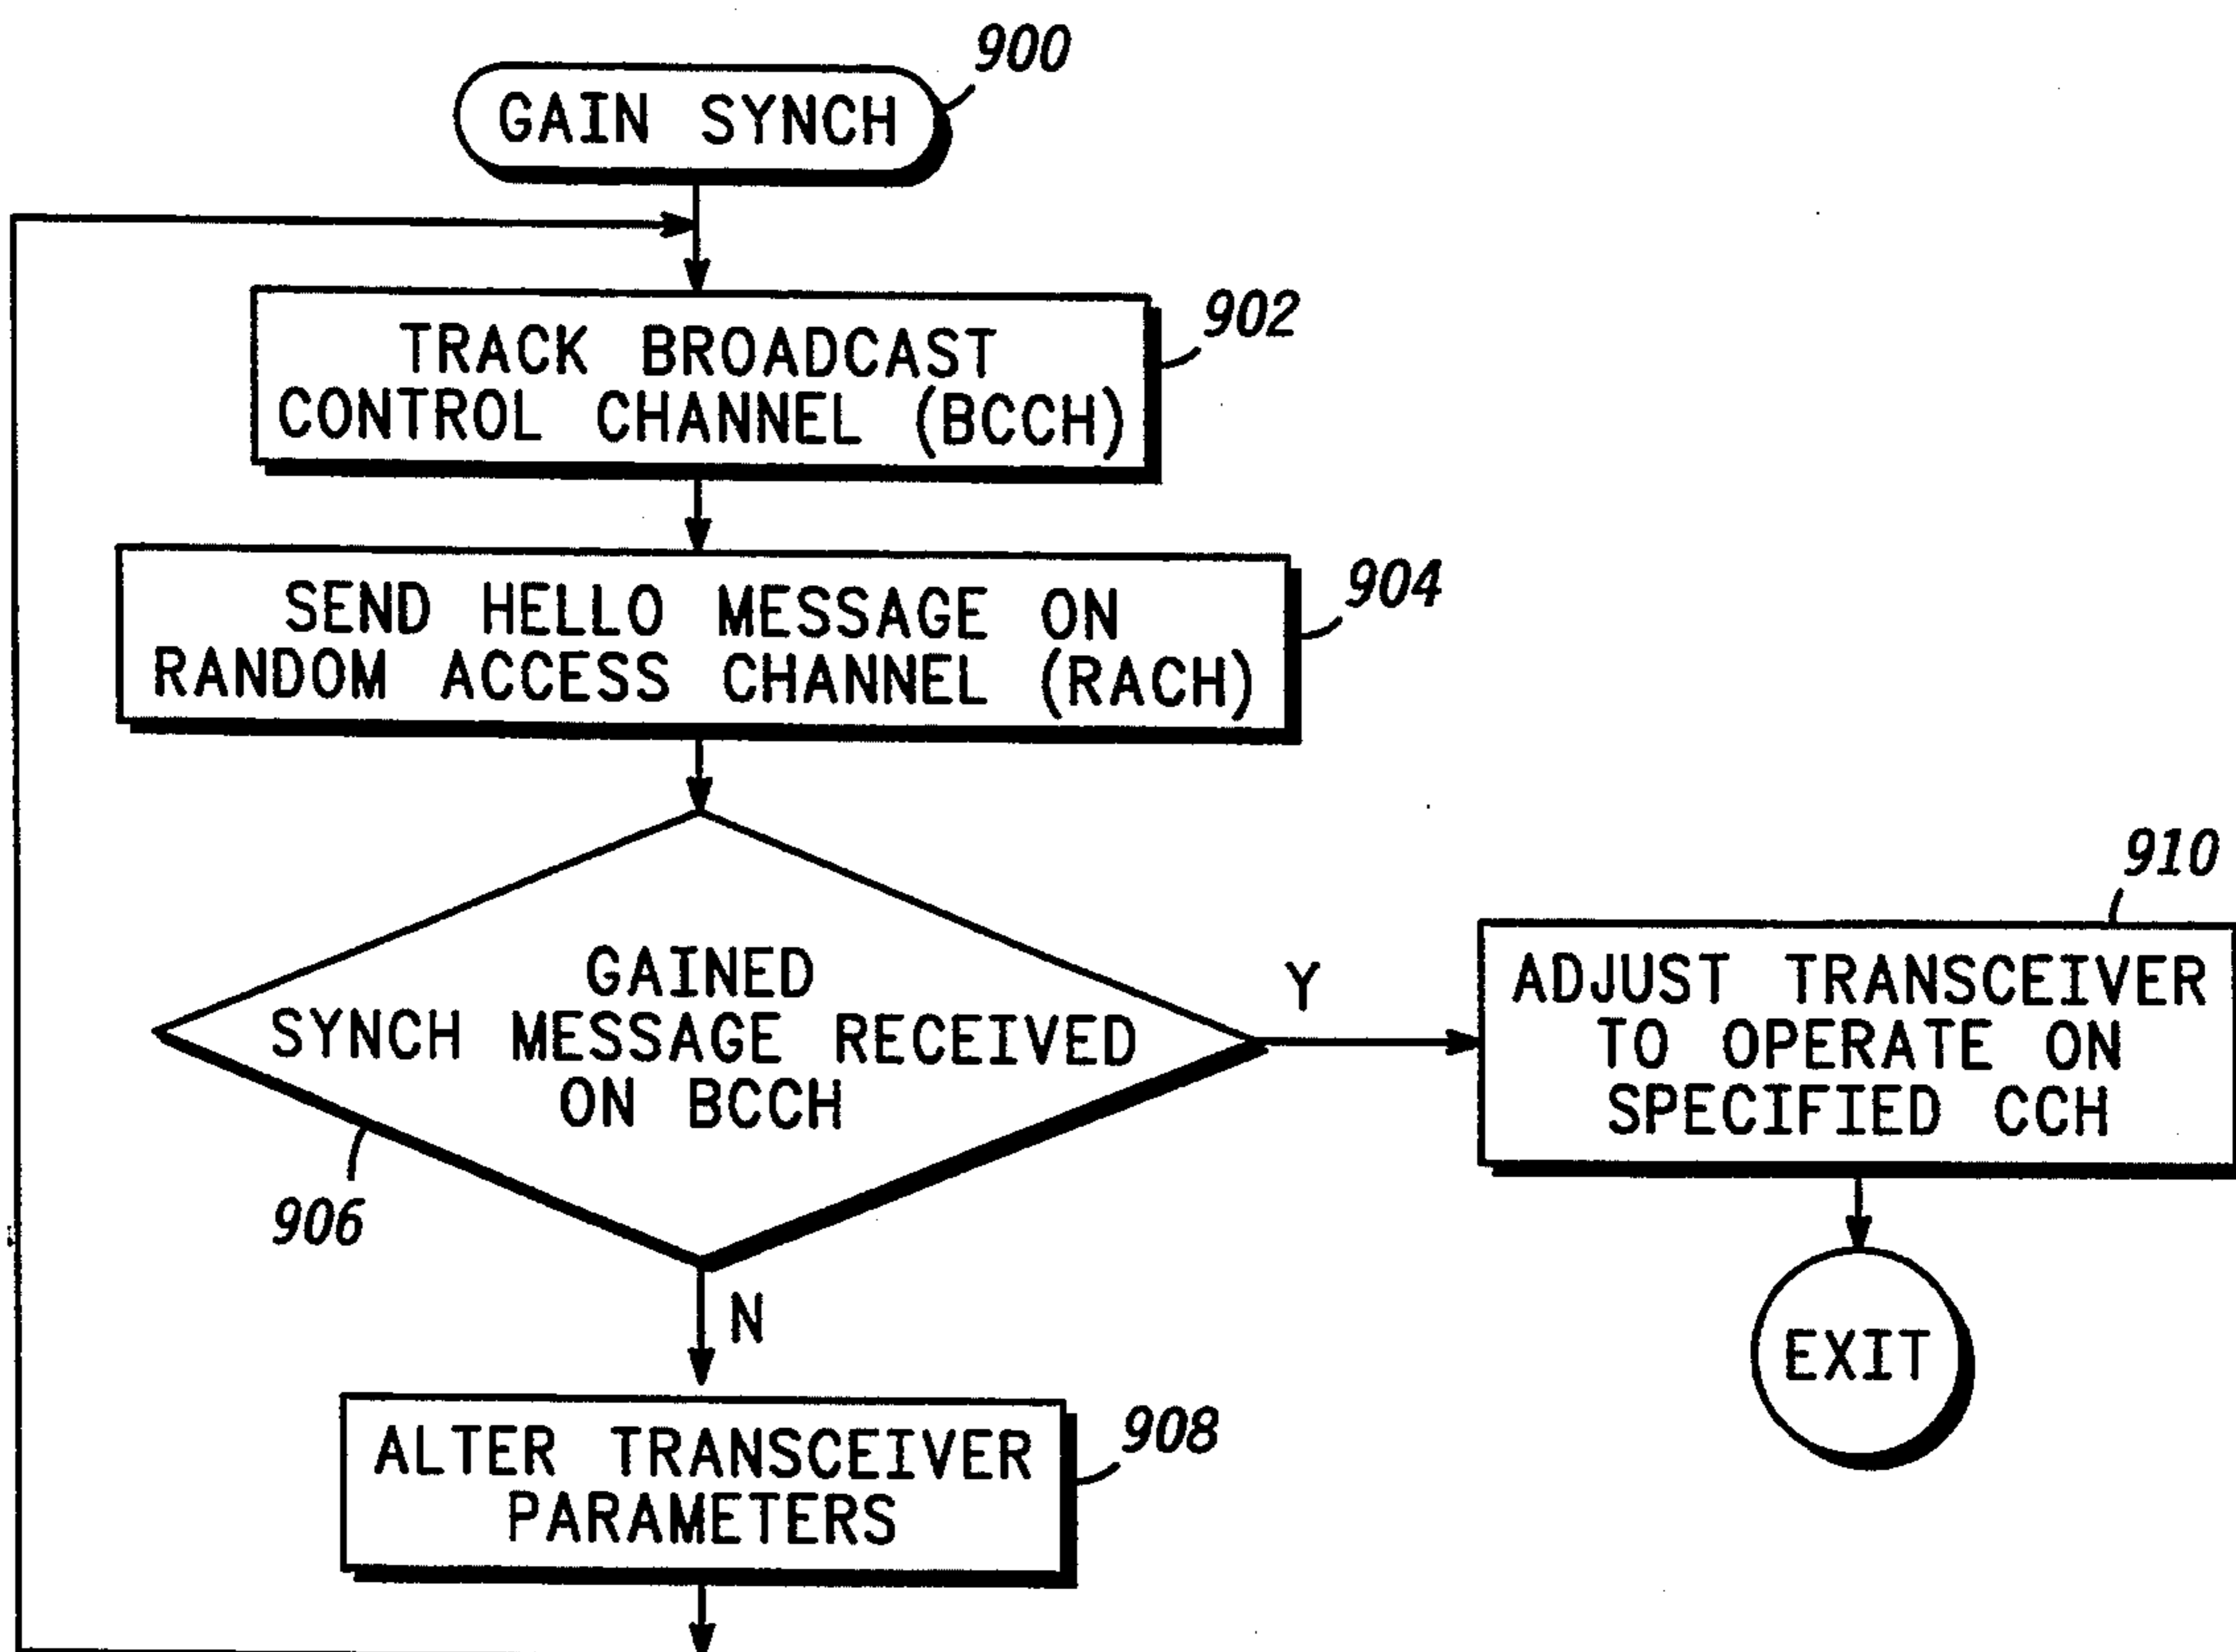 900
GAIN SYNCH
902
TRACK BROADCAST
CONTROL CHANNEL (BCCH)
904
SEND HELLO MESSAGE ON
RANDOM ACCESS CHANNEL (RACH)
906
GAINED
SYNCH MESSAGE RECEIVED
ON BCCH
Y
910
ADJUST TRANSCEIVER
TO OPERATE ON
SPECIFIED CCH
EXIT
N
908
ALTER TRANSCEIVER
PARAMETERS